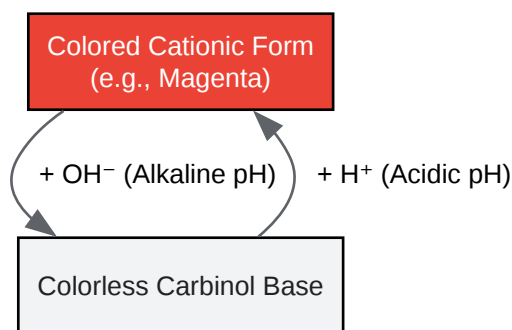 Colored Cationic Form
(e.g., Magenta)
+ OH⁻ (Alkaline pH)
+ H⁺ (Acidic pH)
Colorless Carbinol Base